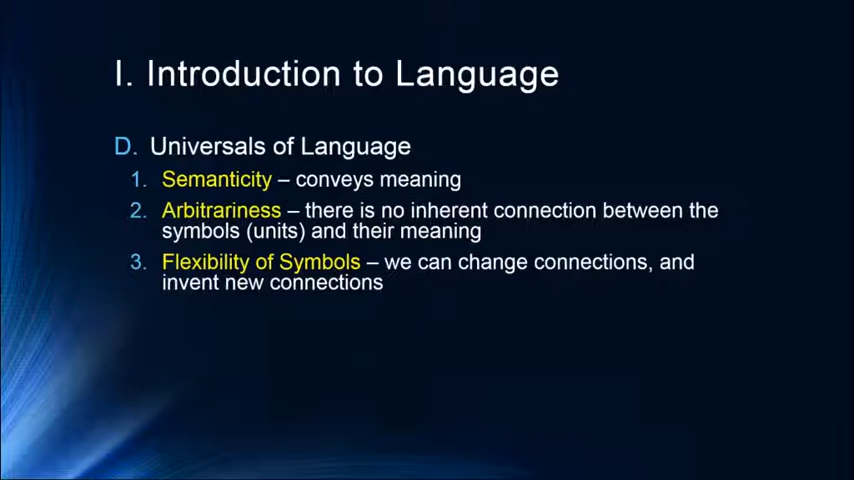 I. Introduction to Language
D. Universals of Language
1. Semanticity – conveys meaning
2. Arbitrariness – there is no inherent connection between the
symbols (units) and their meaning
3. Flexibility of Symbols – we can change connections, and
invent new connections